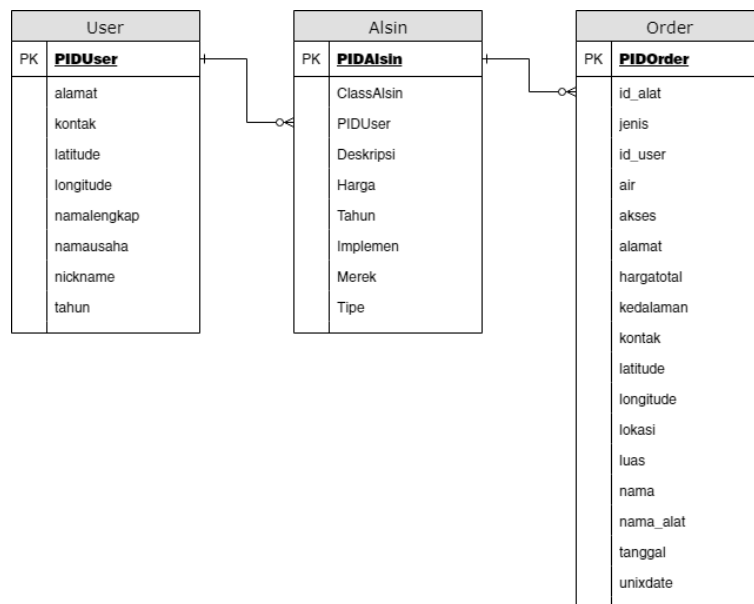 User
PK PIDUser
alamat
kontak
latitude
longitude
namalengkap
namausaha
nickname
tahun
Alsin
PK PIDAlsin
ClassAlsin
PIDUser
Deskripsi
Harga
Tahun
Implemen
Merek
Tipe
Order
PK PIDOrder
id_alat
jenis
id_user
air
akses
alamat
hargatotal
kedalaman
kontak
latitude
longitude
lokasi
luas
nama
nama_alat
tanggal
unixdate